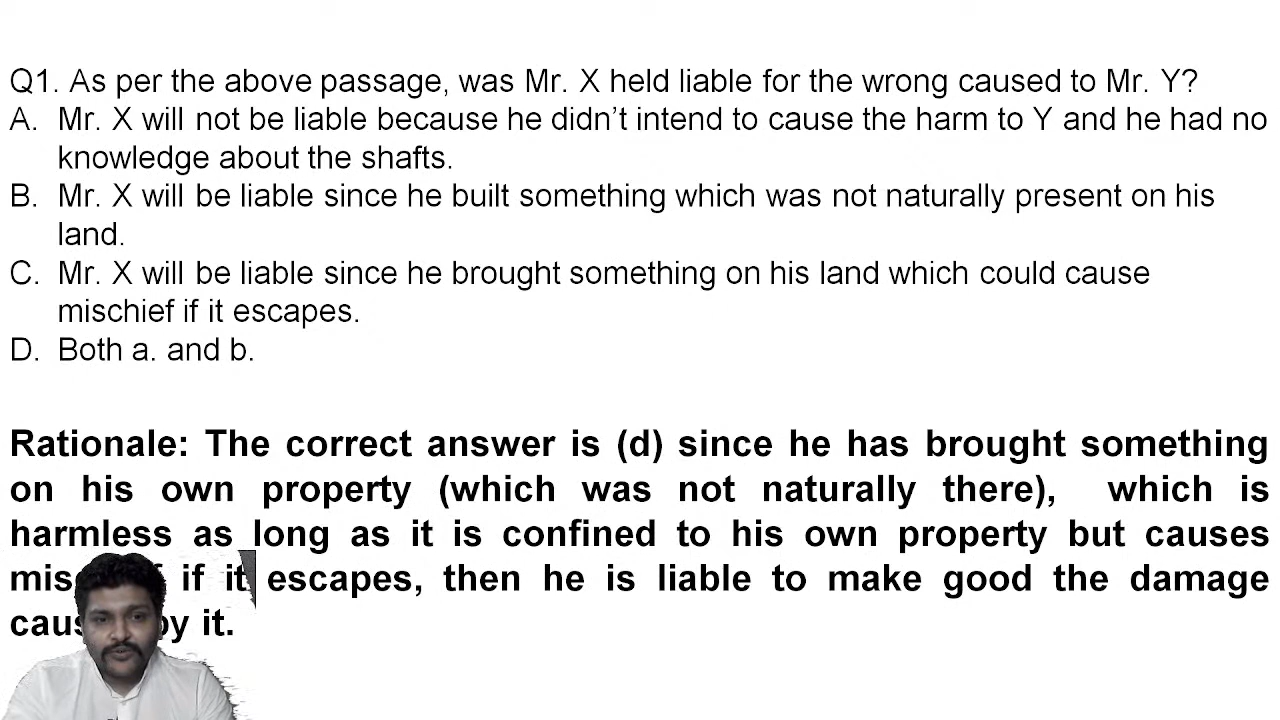 Q1. As per the above passage, was Mr. X held liable for the wrong caused to Mr. Y?
A. Mr. X will not be liable because he didn't intend to cause the harm to Y and he had no
knowledge about the shafts.
B. Mr. X will be liable since he built something which was not naturally present on his
land.
C. Mr. X will be liable since he brought something on his land which could cause
mischief if it escapes.
D. Both a. and b.
Rationale: The correct answer is (d) since he has brought something
on his own property (which was not naturally there), which is
harmless as long as it is confined to his own property but causes
if it escapes, then he is liable to make good the damage
by it.